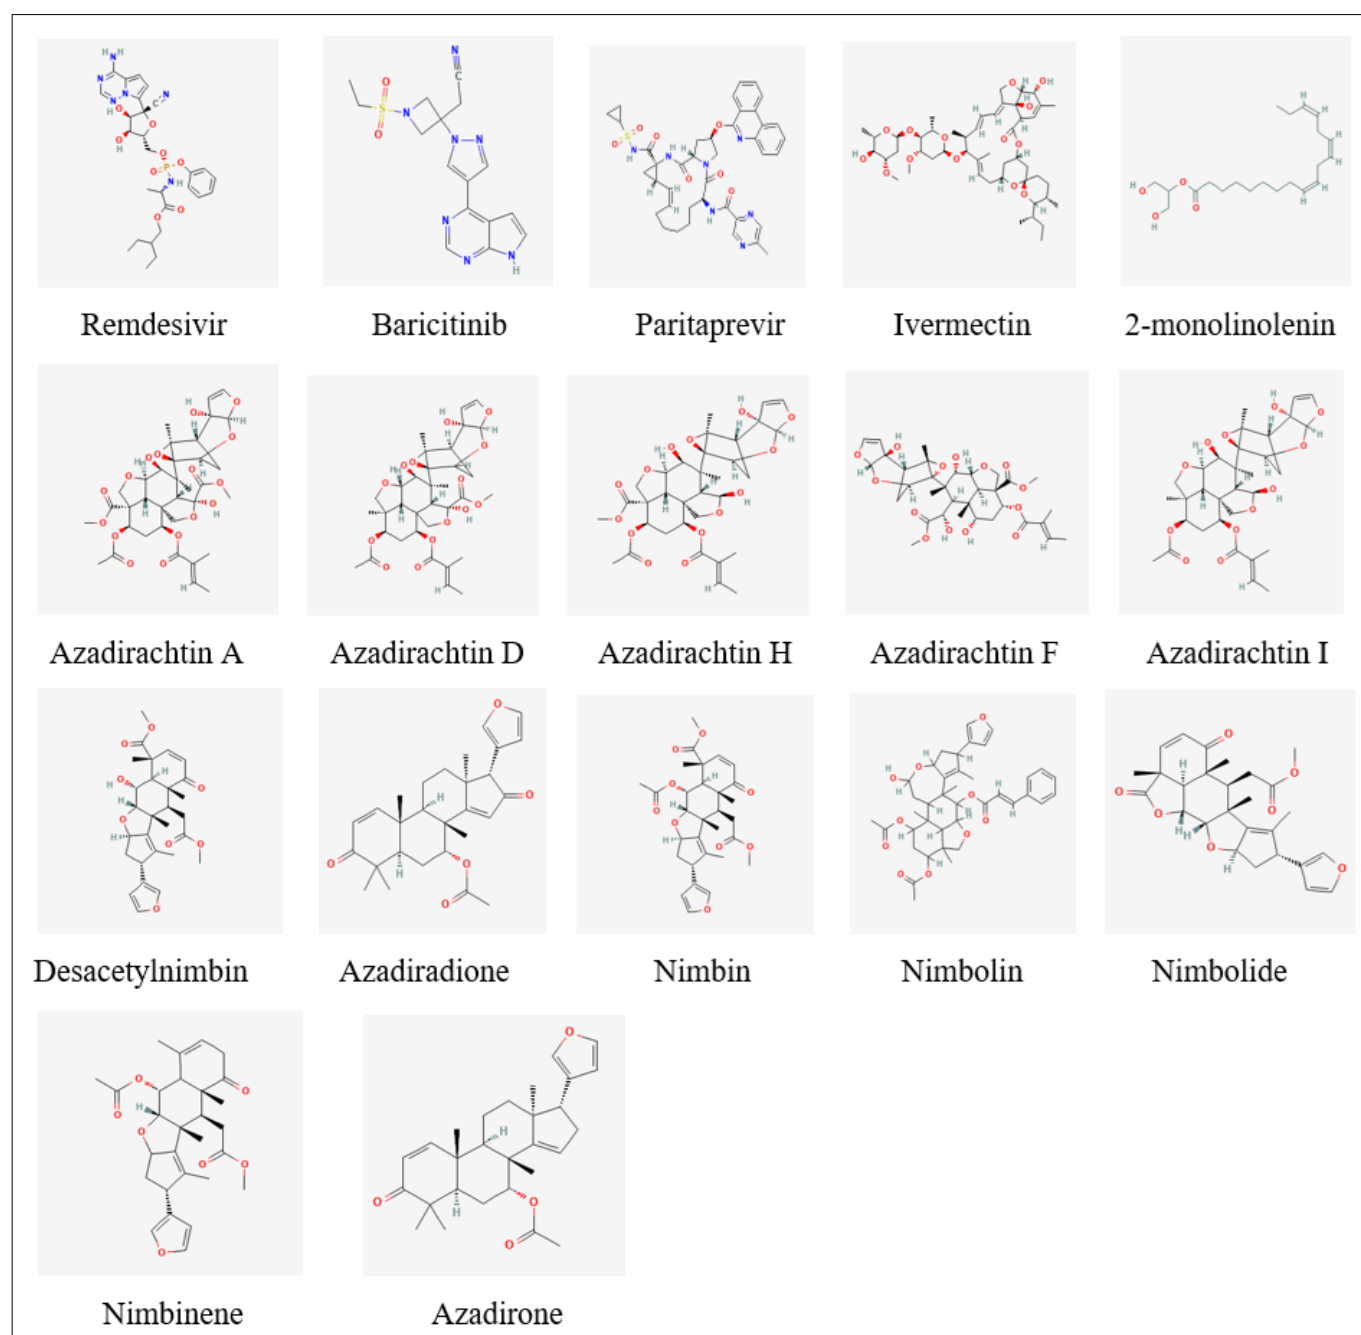 Remdesivir Baricitinib Paritaprevir Ivermectin 2-monolinolenin
Azadirachtin A Azadirachtin D Azadirachtin H Azadirachtin F Azadirachtin I
Desacetylnimbin Azadiradione Nimbin Nimbolin Nimbolide
Nimbinene Azadirone